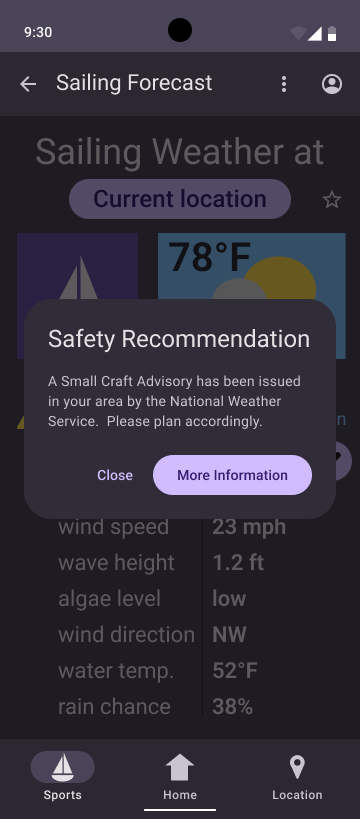 9:30
Sailing Forecast
Sailing Weather at
Current location
78°F
Safety Recommendation
A Small Craft Advisory has been issued
in your area by the National Weather
Service.  Please plan accordingly.
Close
More Information
wind speed 23 mph
wave height 1.2 ft
algae level low
wind direction NW
water temp. 52°F
rain chance 38%
Sports
Home
Location